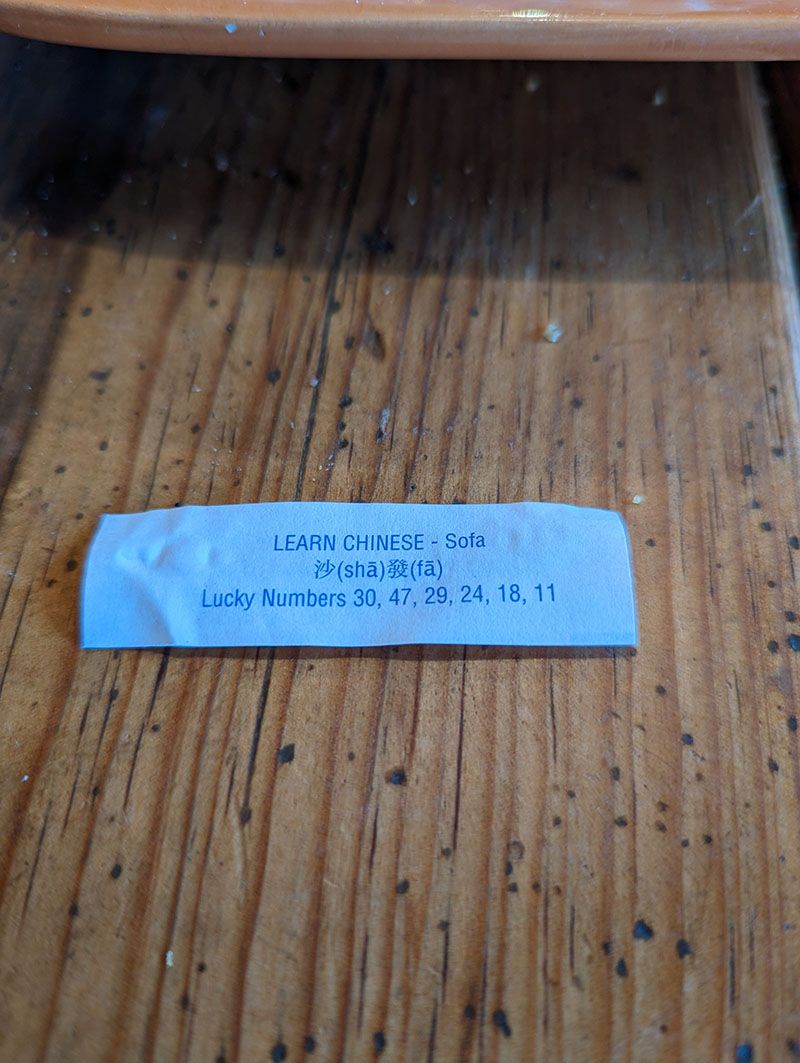 LEARN CHINESE - Sofa
沙(shā)發(fā)
Lucky Numbers 30, 47, 29, 24, 18, 11